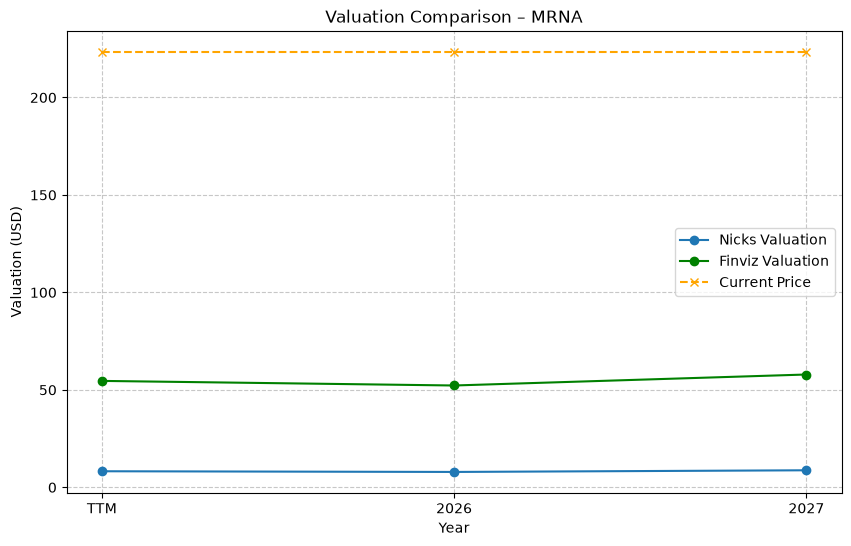 Valuation Comparison – MRNA
Valuation (USD)
200
150
100
50
0
Nicks Valuation
Finviz Valuation
Current Price
TTM
2026
2027
Year